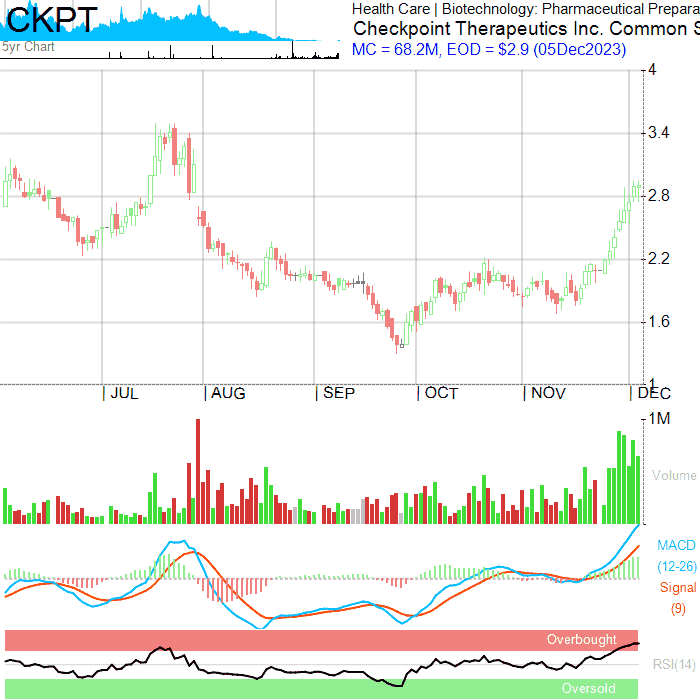 CKPT
5yr Chart
Health Care | Biotechnology: Pharmaceutical Prepara
Checkpoint Therapeutics Inc. Common S
MC = 68.2M, EOD = $2.9 (05Dec2023)
4
3.4
2.8
2.2
1.6
1
| JUL | AUG | SEP | OCT | NOV | DEC
1M
Volume
MACD
(12-26)
Signal
(9)
Overbought
RSI(14)
Oversold